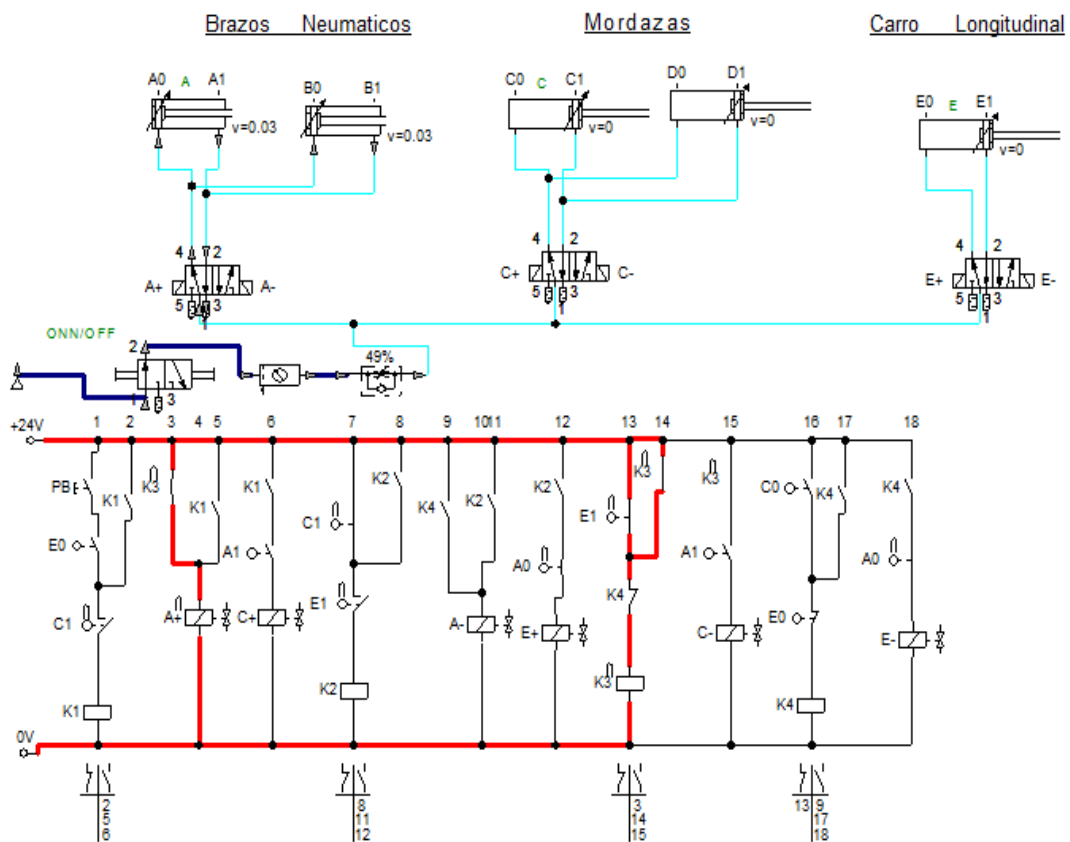 Brazos Neumaticos
Mordazas
Carro Longitudinal
A0 A A1
B0 B1
C0 C C1
D0 D1
E0 E E1
v=0.03
v=0.03
v=0
v=0
v=0
4 2
A+ A-
5 3
1
4 2
C+ C-
5 3
1
4 2
E+ E-
5 3
1
ONN/OFF
2
1 3
49%
+24V
1 2 3 4 5 6 7 8 9 10 11 12 13 14 15 16 17 18
PB K1 K3 K1 K1 C1 K2 K4 K2 K2 E1 K3 K3 C0 K4 K4
E0 A1 E1 A0 K4 A1 E0 A0
C1 A+ C+ A- E+ C- E-
K1 K2 K3 K4
0V
2
5
6
8
11
12
3
14
15
13 9
17
18